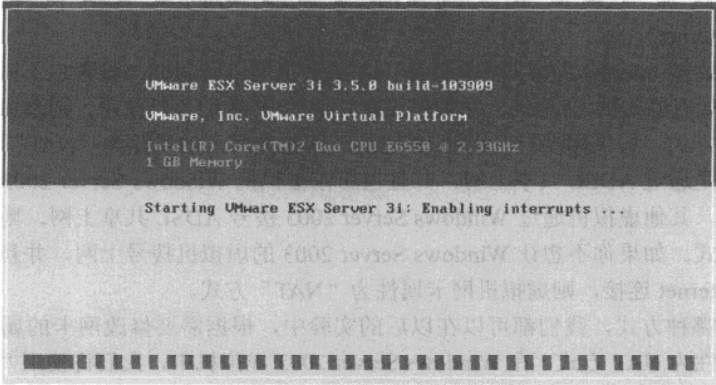 VMware ESX Server 3i 3.5.0 build-103909
VMware, Inc. VMware Virtual Platform
Intel(R) Core(TM)2 Duo CPU E6550 @ 2.33GHz
1 GB Memory
Starting VMware ESX Server 3i: Enabling interrupts ...